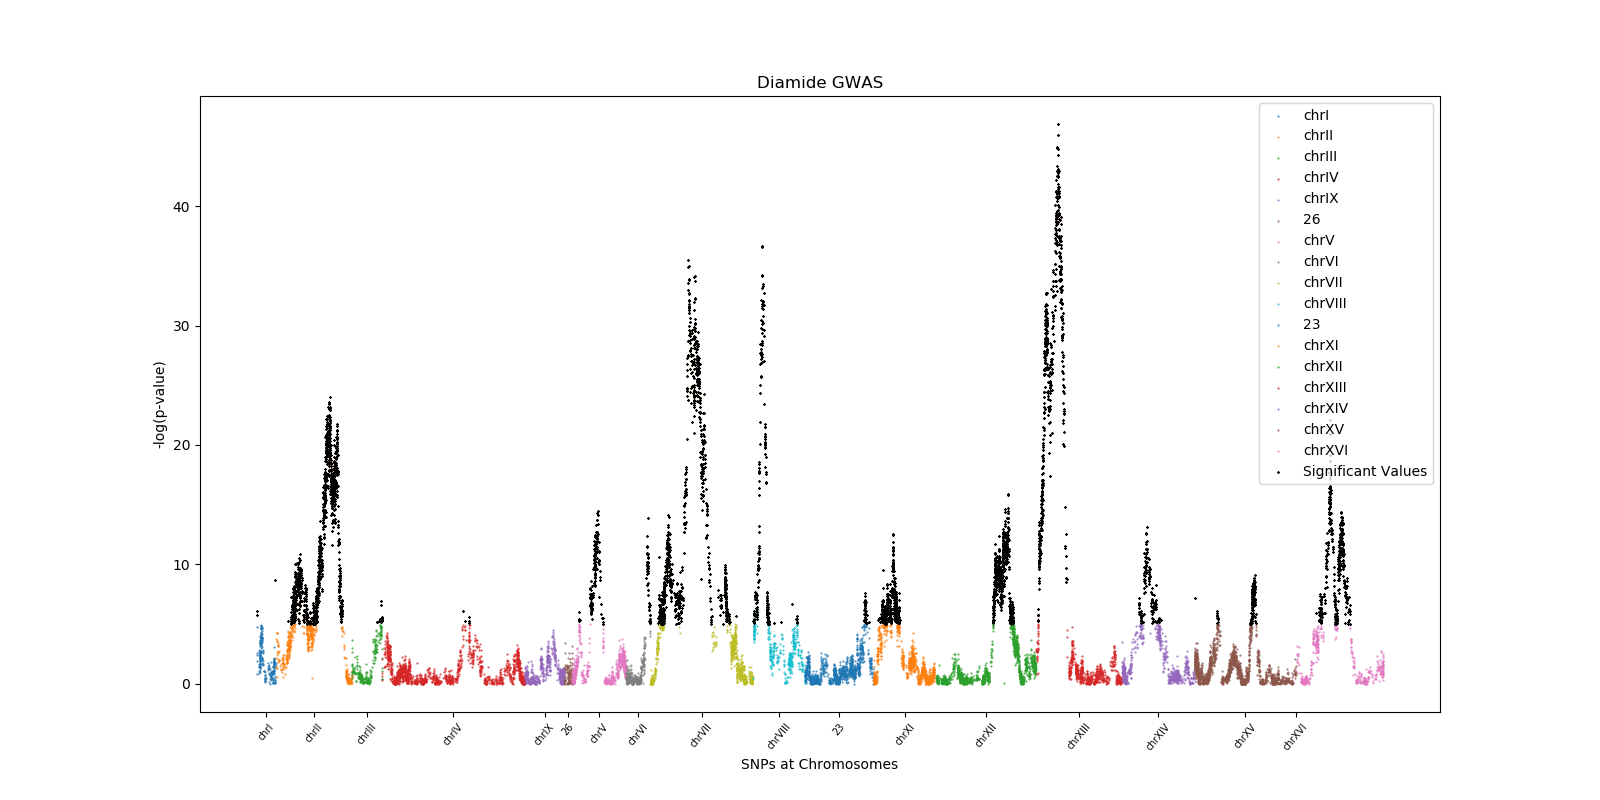 Diamide GWAS
-log(p-value)
40
30
20
10
0
chrI
chrII
chrIII
chrIV
chrIX
26
chrV
chrVI
chrVII
chrVIII
23
chrXI
chrXII
chrXIII
chrXIV
chrXV
chrXVI
Significant Values
chrI
chrII
chrIII
chrIV
chrIX
26
chrV
chrVI
chrVII
chrVIII
23
chrXI
chrXII
chrXIII
chrXIV
chrXV
chrXVI
SNPs at Chromosomes